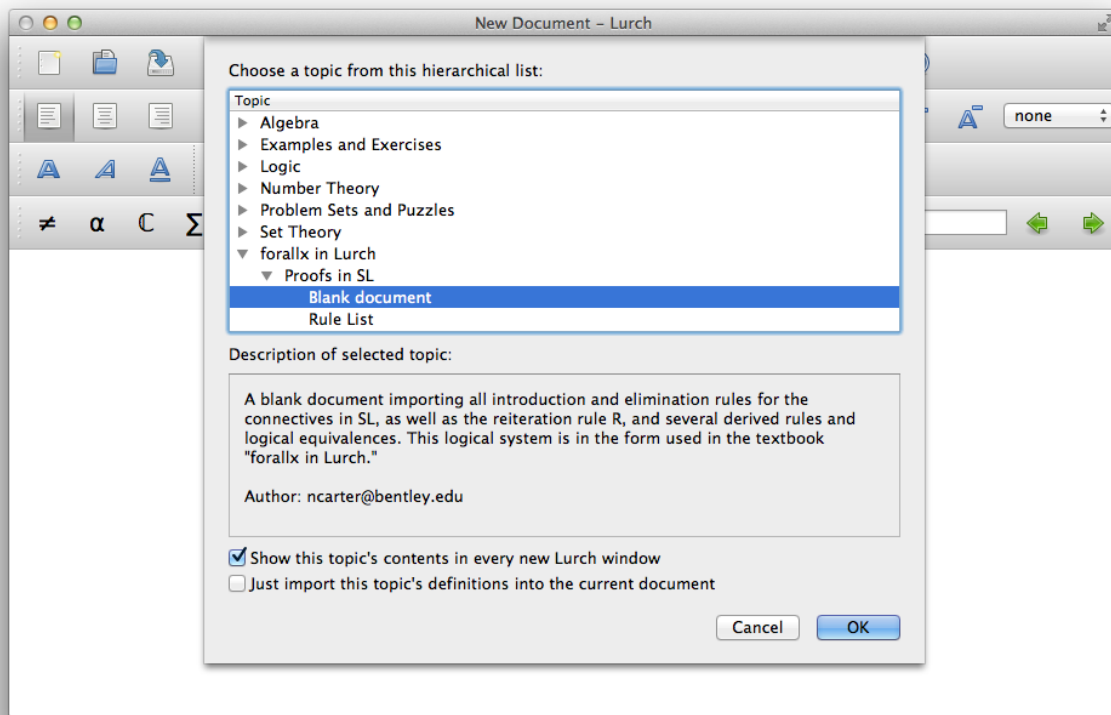 New Document – Lurch
Choose a topic from this hierarchical list:
Topic
Algebra
Examples and Exercises
Logic
Number Theory
Problem Sets and Puzzles
Set Theory
forallx in Lurch
Proofs in SL
Blank document
Rule List
Description of selected topic:
A blank document importing all introduction and elimination rules for the
connectives in SL, as well as the reiteration rule R, and several derived rules and
logical equivalences. This logical system is in the form used in the textbook
"forallx in Lurch."
Author: ncarter@bentley.edu
Show this topic's contents in every new Lurch window
Just import this topic's definitions into the current document
Cancel OK
none
A A A A
≠ α ℂ Σ